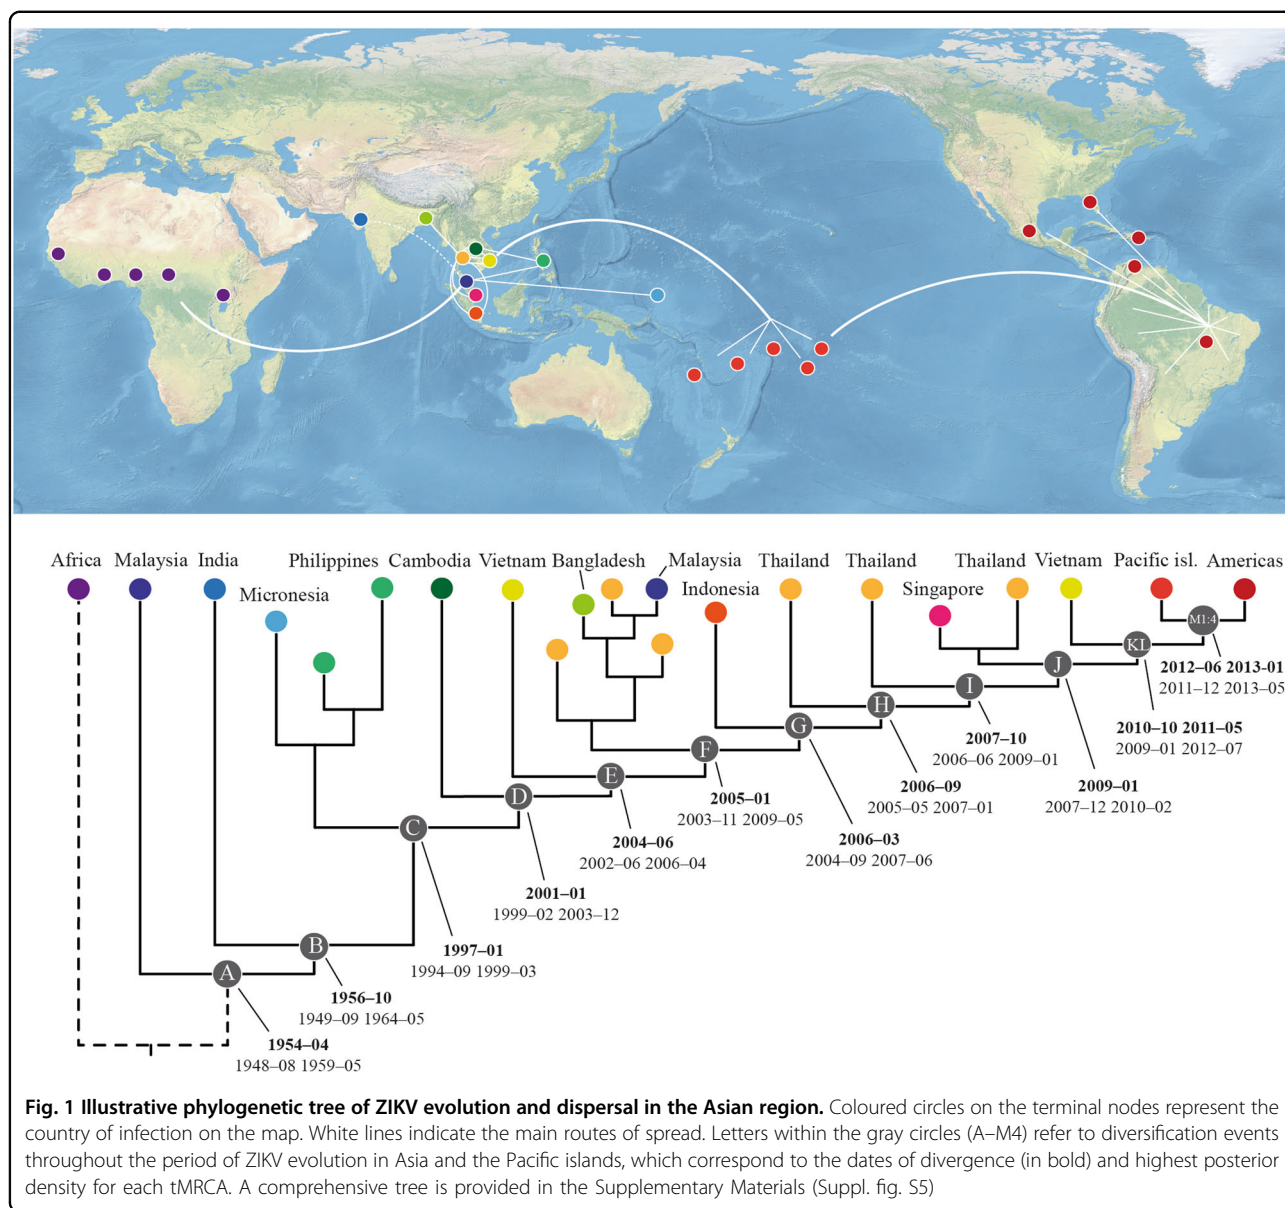 Africa
Malaysia
India
Philippines
Micronesia
Cambodia
Vietnam
Bangladesh
Malaysia
Indonesia
Thailand
Thailand
Thailand
Singapore
Vietnam
Pacific isl.
Americas
M1:4
KL
J
I
H
G
F
E
D
C
B
A
2012–06 2013–01
2011–12 2013–05
2010–10 2011–05
2009–01 2012–07
2009–01
2007–12 2010–02
2007–10
2006–06 2009–01
2006–09
2005–05 2007–01
2006–03
2004–09 2007–06
2005–01
2003–11 2009–05
2004–06
2002–06 2006–04
2001–01
1999–02 2003–12
1997–01
1994–09 1999–03
1956–10
1949–09 1964–05
1954–04
1948–08 1959–05
Fig. 1 Illustrative phylogenetic tree of ZIKV evolution and dispersal in the Asian region. Coloured circles on the terminal nodes represent the
country of infection on the map. White lines indicate the main routes of spread. Letters within the gray circles (A–M4) refer to diversification events
throughout the period of ZIKV evolution in Asia and the Pacific islands, which correspond to the dates of divergence (in bold) and highest posterior
density for each tMRCA. A comprehensive tree is provided in the Supplementary Materials (Suppl. fig. S5)